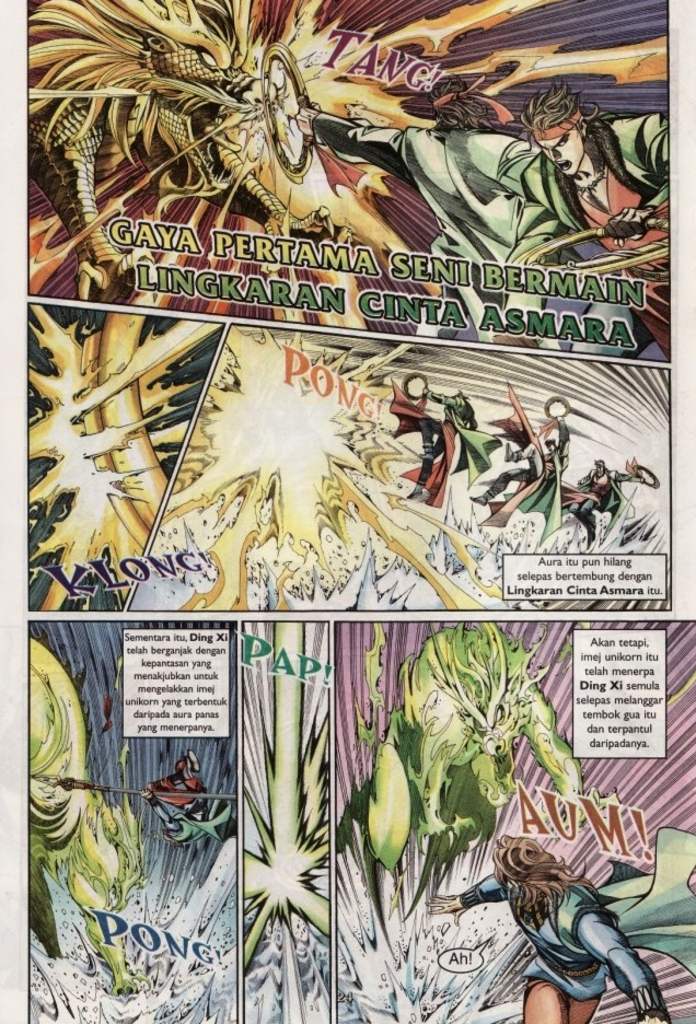 TANG!
GAYA PERTAMA SENI BERMAIN
LINGKARAN CINTA ASMARA
KLONG!
PONG!
Aura itu pun hilang
selepas bertembung dengan
Lingkaran Cinta Asmara itu.
Sementara itu, Ding Xi
telah berganjak dengan
kepantasan yang
menakjubkan untuk
mengelakkan imej
unikorn yang terbentuk
daripada aura panas
yang menerpanya.
PONG!
PAP!
Akan tetapi,
imej unikorn itu
telah menerpa
Ding Xi semula
selepas melanggar
tembok gua itu
dan terpantul
daripadanya.
AUM!
Ah!
24